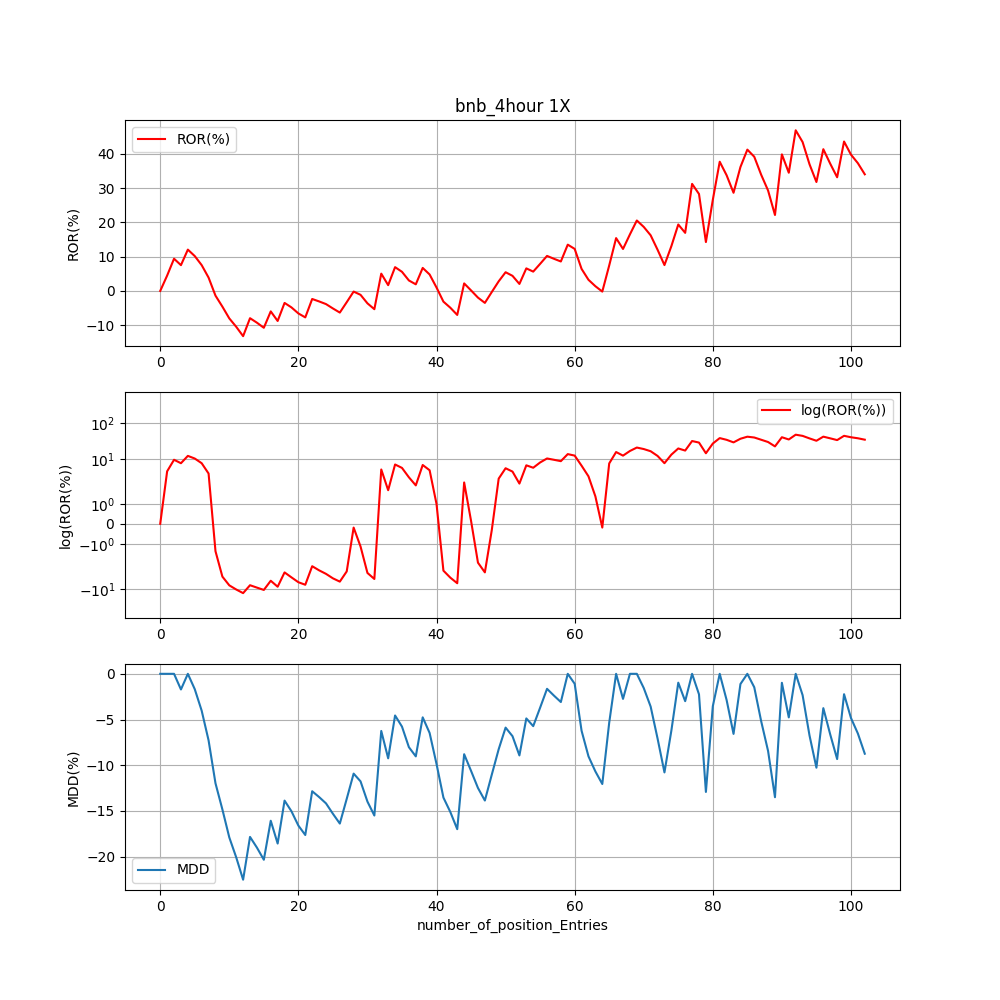 bnb_4hour 1X
ROR(%)
ROR(%)
40
30
20
10
0
−10
0 20 40 60 80 100
log(ROR(%))
log(ROR(%))
10²
10¹
10⁰
0
−10⁰
−10¹
0 20 40 60 80 100
MDD(%)
0
−5
−10
−15
−20
MDD
0 20 40 60 80 100
number_of_position_Entries